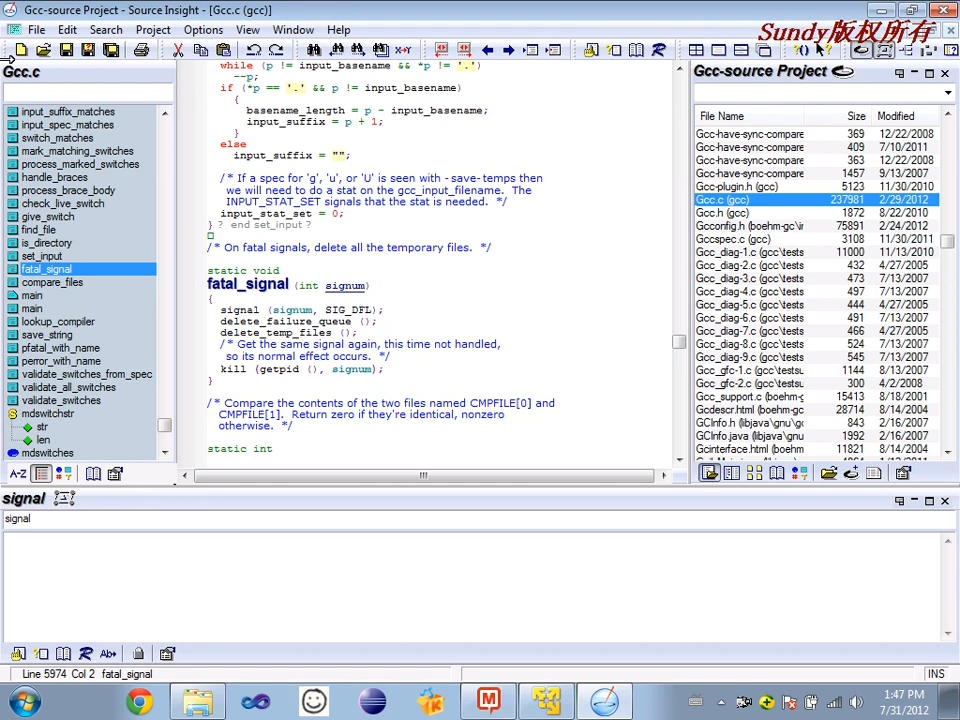 Gcc-source Project - Source Insight - [Gcc.c (gcc)]
File Edit Search Project Options View Window Help
Sundy版权所有
Gcc.c
input_suffix_matches
input_spec_matches
switch_matches
mark_matching_switches
process_marked_switches
handle_braces
process_brace_body
check_live_switch
give_switch
find_file
is_directory
set_input
fatal_signal
compare_files
main
main
lookup_compiler
save_string
pfatal_with_name
perror_with_name
validate_switches_from_spec
validate_all_switches
validate_switches
mdswitchstr
str
len
mdswitches
A-Z
while (p != input_basename && *p != '.')
--p;
if (*p == '.' && p != input_basename)
{
basename_length = p - input_basename;
input_suffix = p + 1;
}
else
input_suffix = "";
/* If a spec for 'g', 'u', or 'U' is seen with -save-temps then
we will need to do a stat on the gcc_input_filename. The
INPUT_STAT_SET signals that the stat is needed. */
input_stat_set = 0;
} ? end set_input ?
/* On fatal signals, delete all the temporary files. */
static void
fatal_signal (int signum)
{
signal (signum, SIG_DFL);
delete_failure_queue ();
delete_temp_files ();
/* Get the same signal again, this time not handled,
so its normal effect occurs. */
kill (getpid (), signum);
}
/* Compare the contents of the two files named CMPFILE[0] and
CMPFILE[1]. Return zero if they're identical, nonzero
otherwise. */
static int
Gcc-source Project
File Name Size Modified
Gcc-have-sync-compare 369 12/22/2008
Gcc-have-sync-compare 409 7/10/2011
Gcc-have-sync-compare 363 12/22/2008
Gcc-have-sync-compare 1457 9/13/2007
Gcc-plugin.h (gcc) 5123 11/30/2010
Gcc.c (gcc) 237981 2/29/2012
Gcc.h (gcc) 1872 8/22/2010
Gccconfig.h (boehm-gc\in 75891 2/24/2012
Gccspec.c (gcc) 3108 11/30/2011
Gcc_diag-1.c (gcc\tests 11000 11/13/2010
Gcc_diag-2.c (gcc\tests 432 4/27/2005
Gcc_diag-3.c (gcc\tests 473 7/13/2007
Gcc_diag-4.c (gcc\tests 497 7/13/2007
Gcc_diag-5.c (gcc\tests 444 4/27/2005
Gcc_diag-6.c (gcc\tests 491 7/13/2007
Gcc_diag-7.c (gcc\tests 466 4/27/2005
Gcc_diag-8.c (gcc\tests 524 7/13/2007
Gcc_diag-9.c (gcc\tests 545 7/13/2007
Gcc_gfc-1.c (gcc\tests 1144 8/13/2007
Gcc_gfc-2.c (gcc\tests 300 4/2/2008
Gcc_support.c (boehm-g 15413 8/18/2001
Gcdescr.html (boehm-gc 28714 8/14/2004
GCInfo.h (libjava\gnu\gc 843 2/16/2007
GCInfo.java (libjava\gnu 1992 2/16/2007
Gcinterface.html (boehm- 11821 8/14/2004
signal
signal
Line 5974 Col 2 fatal_signal
INS
1:47 PM
7/31/2012